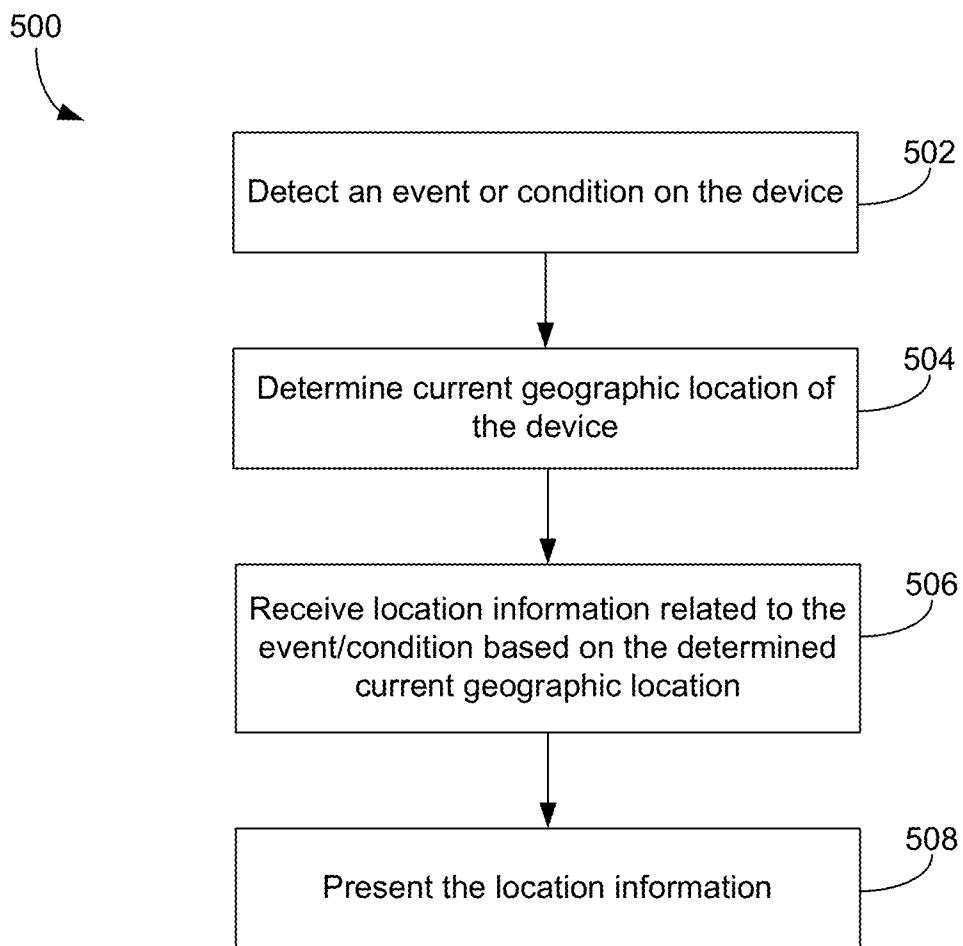 500
Detect an event or condition on the device
502
Determine current geographic location of
the device
504
Receive location information related to the
event/condition based on the determined
current geographic location
506
Present the location information
508